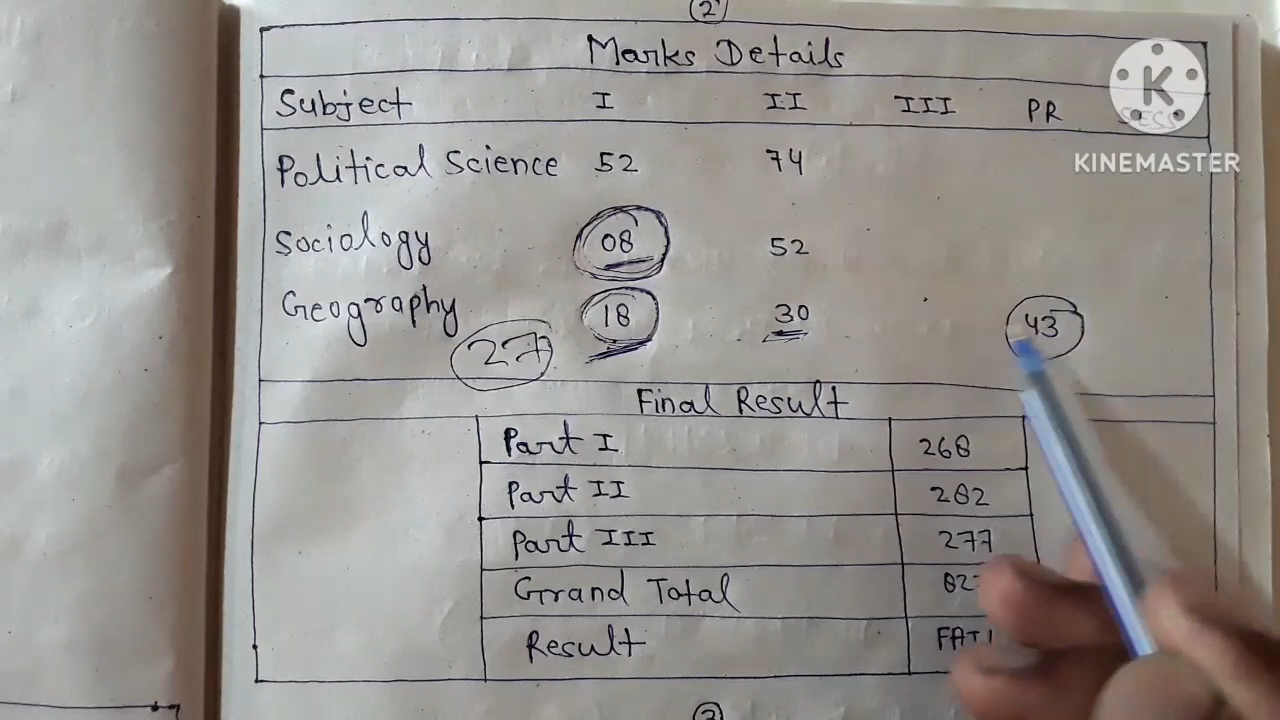 2
Marks Details
Subject I II III PR
K
KINEMASTER
Political Science 52 74
Sociology 08 52
Geography 18 30 43
27
Final Result
Part I 268
Part II 282
Part III 277
Grand Total
Result
3